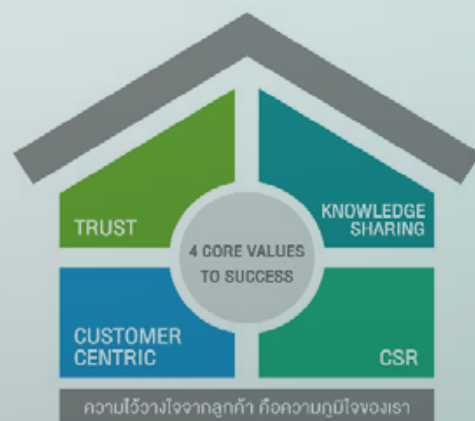 TRUST
KNOWLEDGE
SHARING
4 CORE VALUES
TO SUCCESS
CUSTOMER
CENTRIC
CSR
ความไว้วางใจจากลูกค้า คือความภูมิใจของเรา